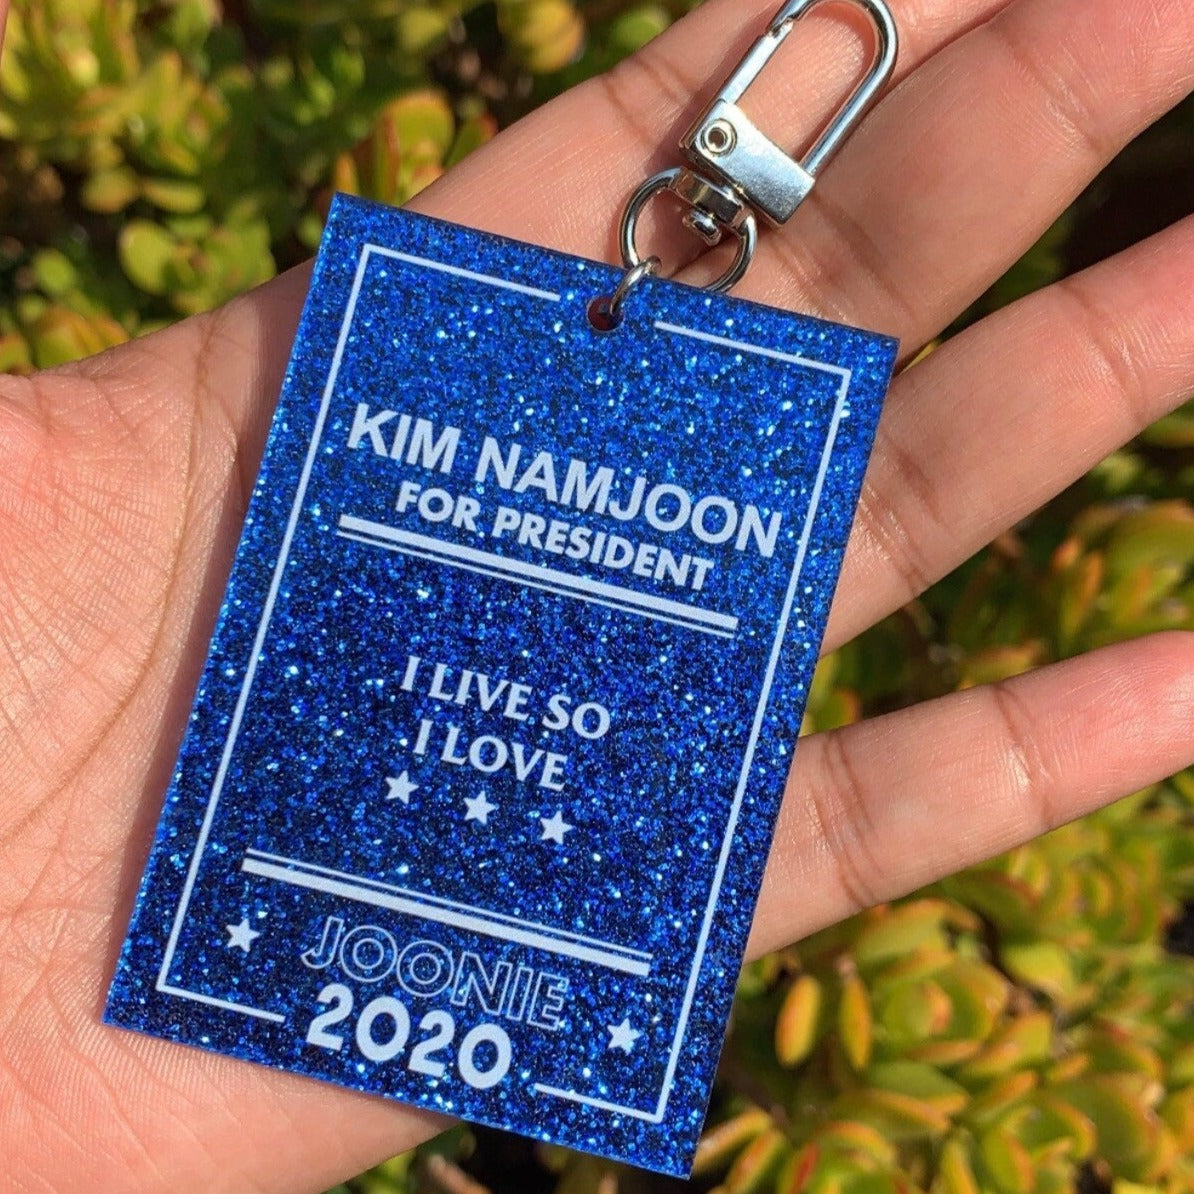 KIM NAMJOON
FOR PRESIDENT
I LIVE SO
I LOVE
JOONIE
2020